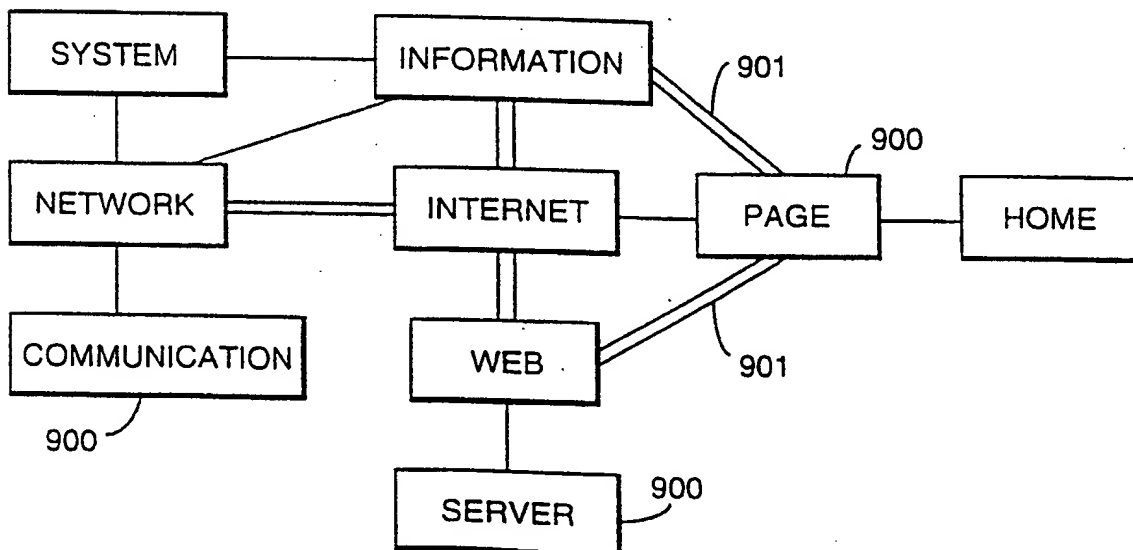 SYSTEM
INFORMATION
901
900
NETWORK
INTERNET
PAGE
HOME
COMMUNICATION
900
WEB
901
SERVER
900